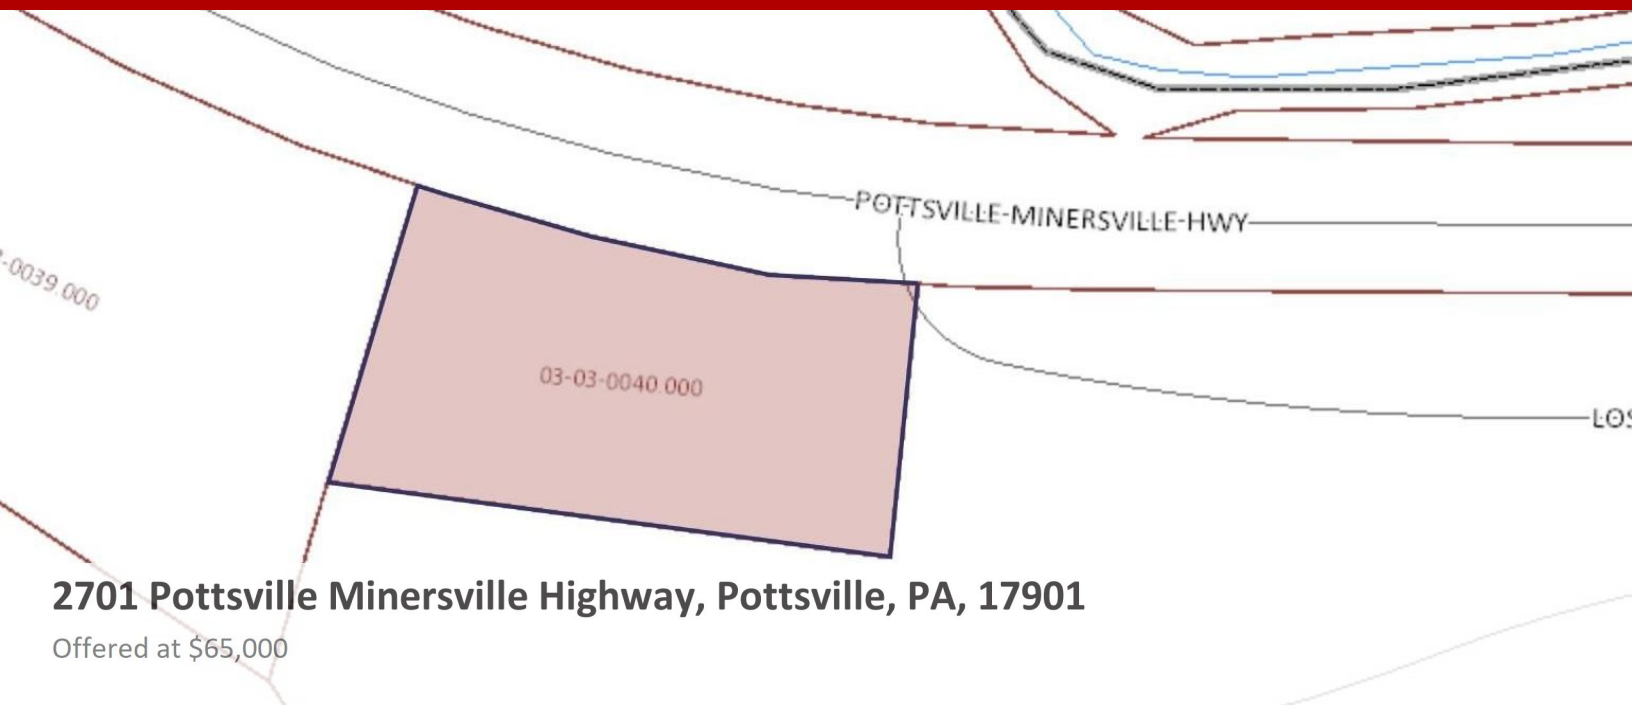 POTTSVILLE-MINERSVILLE-HWY
-0039.000
03-03-0040.000
LOS
2701 Pottsville Minersville Highway, Pottsville, PA, 17901
Offered at $65,000